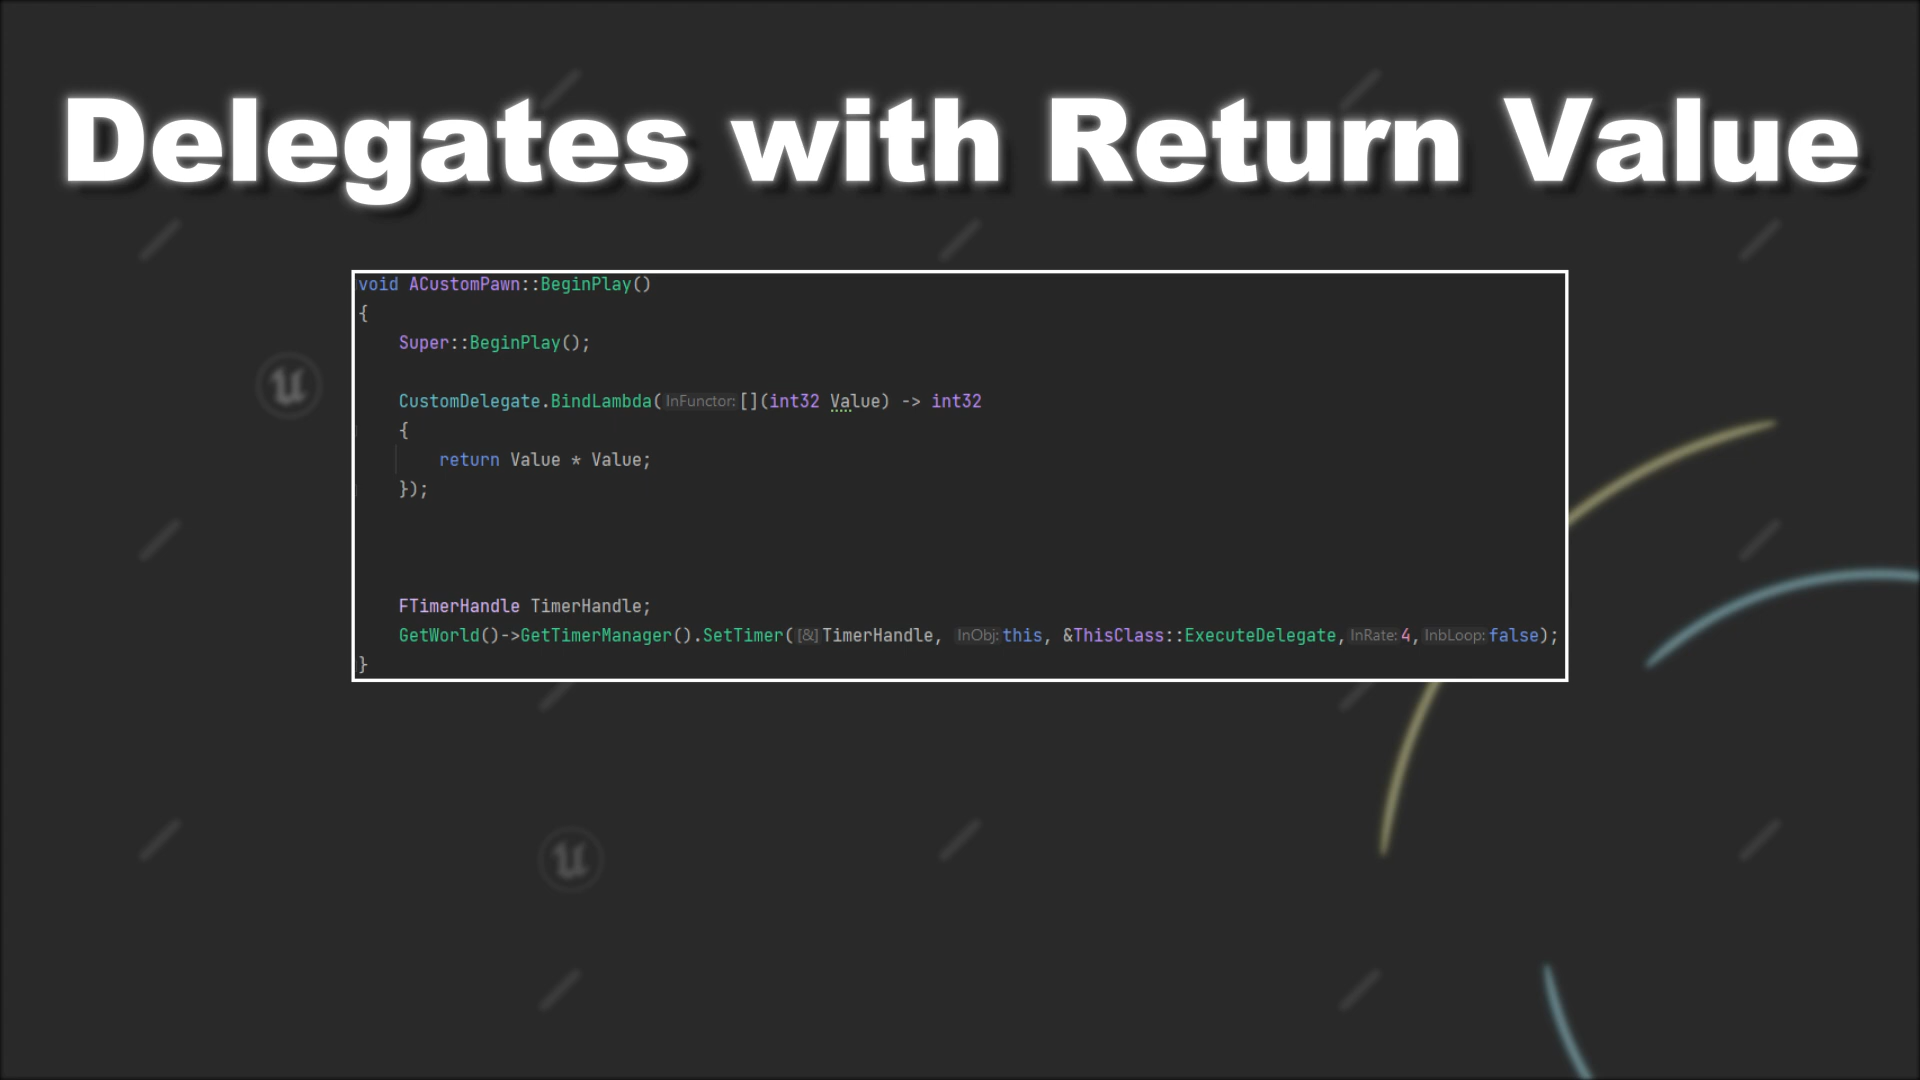 Delegates with Return Value
void ACustomPawn::BeginPlay()
{
    Super::BeginPlay();
    CustomDelegate.BindLambda( InFunctor: [](int32 Value) -> int32
    {
        return Value * Value;
    });
    FTimerHandle TimerHandle;
    GetWorld()->GetTimerManager().SetTimer( [&] TimerHandle, InObj: this, &ThisClass::ExecuteDelegate, InRate: 4, InbLoop: false);
}